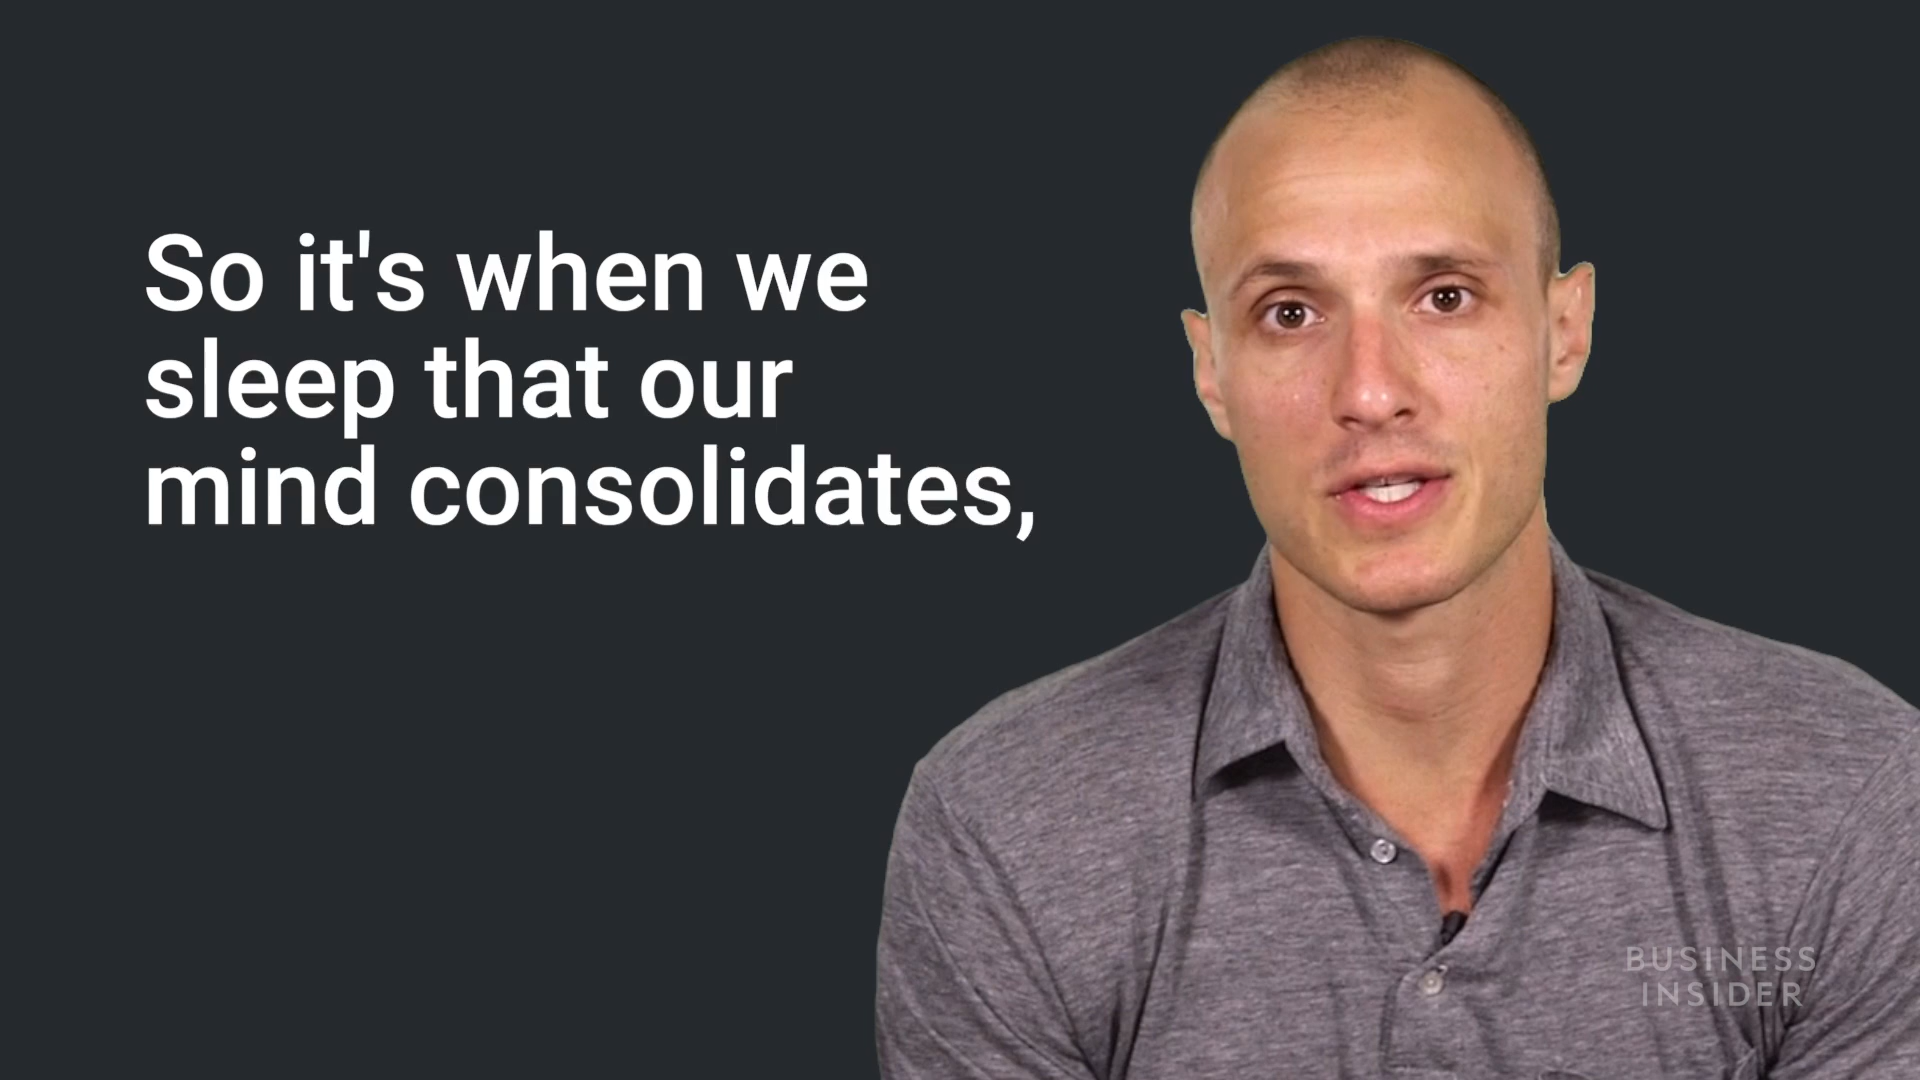 So it's when we
sleep that our
mind consolidates,
BUSINESS
INSIDER